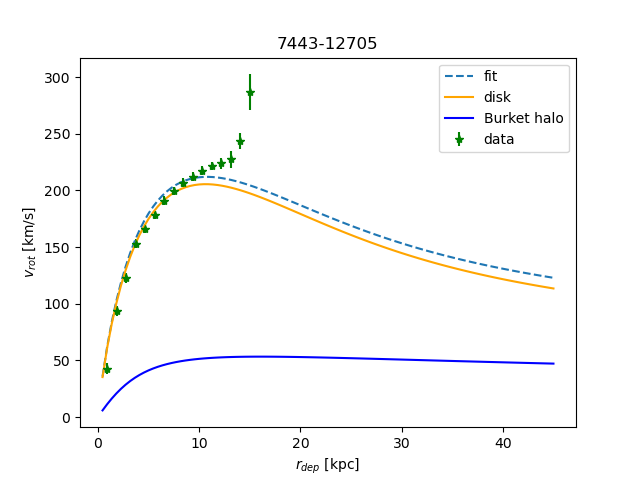 7443-12705
fit
disk
Burket halo
data
300
250
200
150
100
50
0
v_rot [km/s]
0 10 20 30 40
r_dep [kpc]